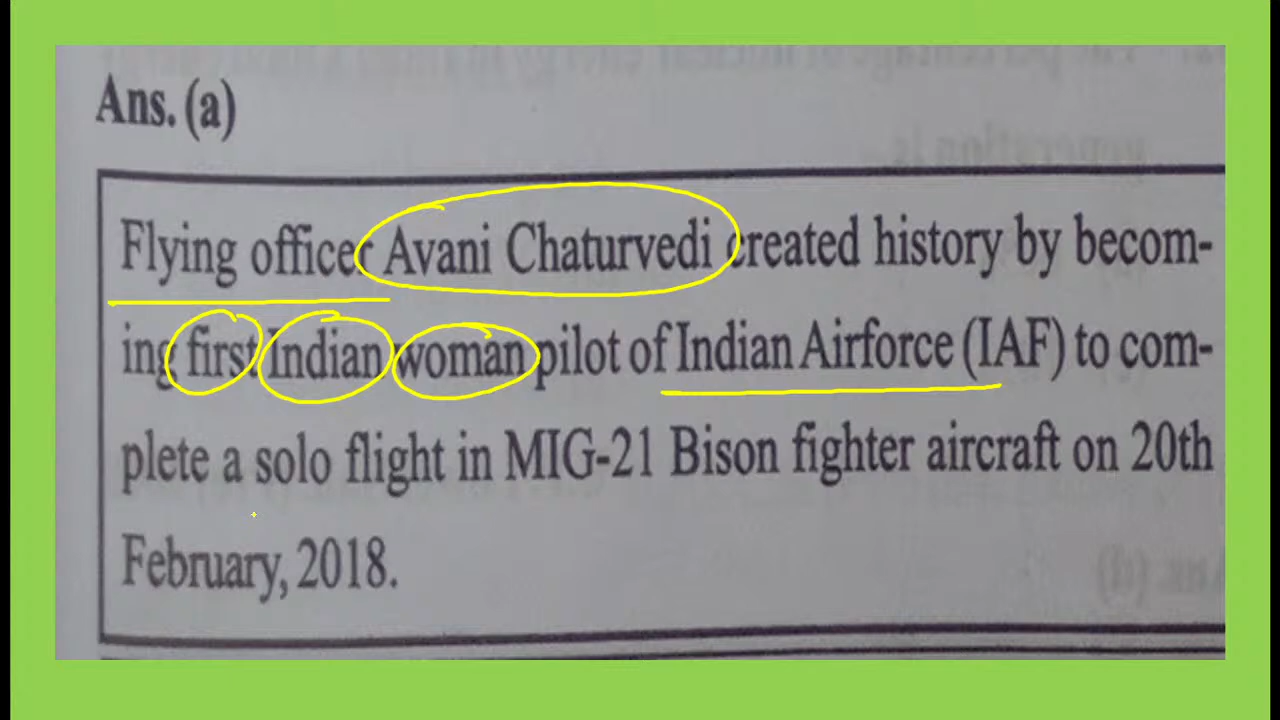 Ans. (a)
Flying officer Avani Chaturvedi created history by becom-
ing first Indian woman pilot of Indian Airforce (IAF) to com-
plete a solo flight in MIG-21 Bison fighter aircraft on 20th
February, 2018.